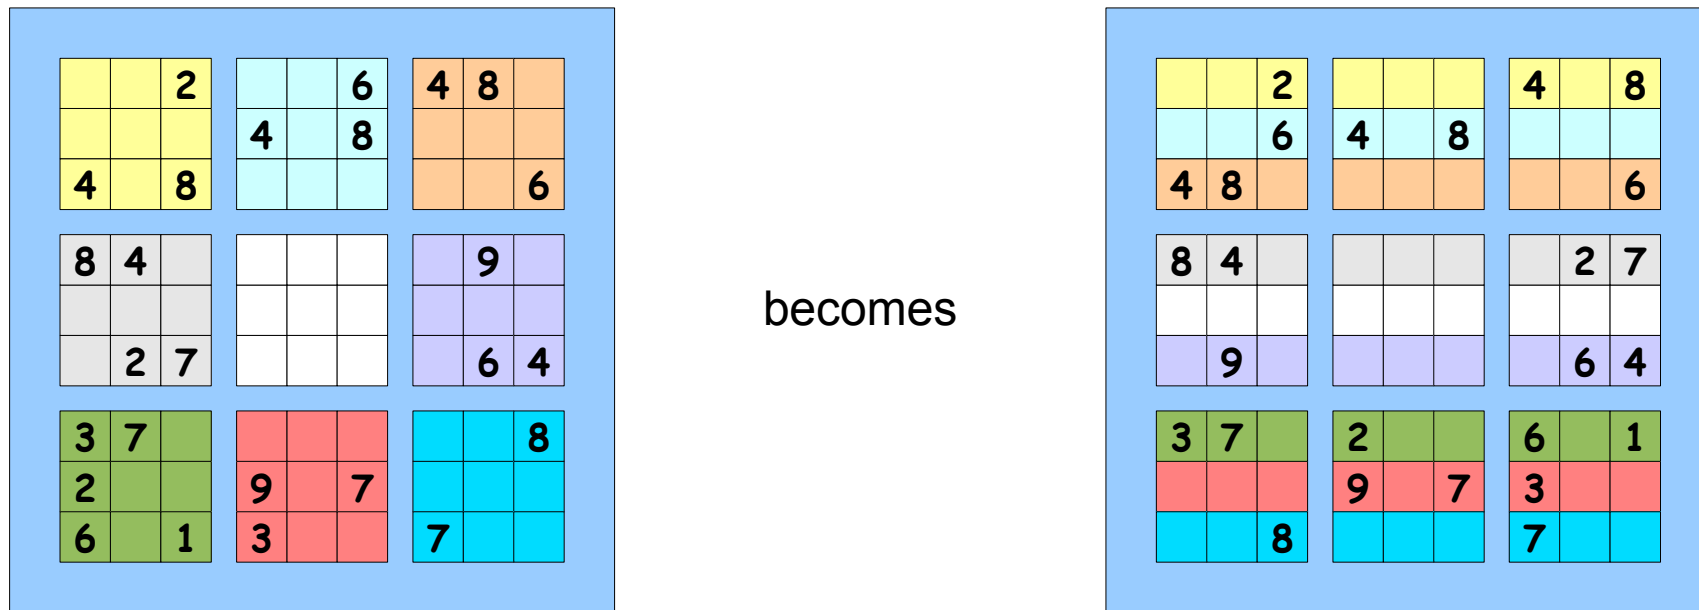 2 6 4 8 2 4 8
4 8 6 4 8
4 8 6 4 8 6
8 4 9 8 4 2 7
becomes
2 7 6 4 9 6 4
3 7 8 3 7 2 6 1
2 9 7 9 7 3
6 1 3 7 8 7